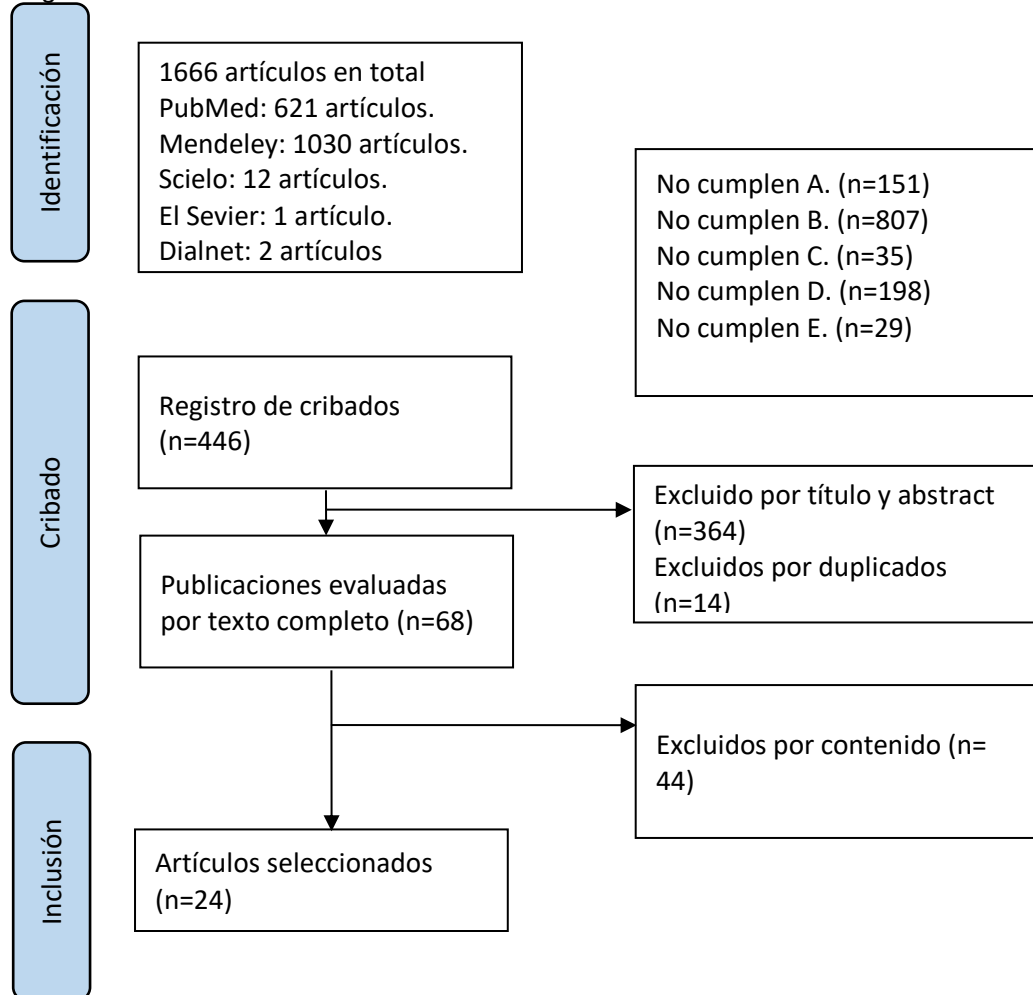 Identificación
1666 artículos en total
PubMed: 621 artículos.
Mendeley: 1030 artículos.
Scielo: 12 artículos.
El Sevier: 1 artículo.
Dialnet: 2 artículos
No cumplen A. (n=151)
No cumplen B. (n=807)
No cumplen C. (n=35)
No cumplen D. (n=198)
No cumplen E. (n=29)
Cribado
Registro de cribados
(n=446)
Excluido por título y abstract
(n=364)
Excluidos por duplicados
(n=14)
Publicaciones evaluadas
por texto completo (n=68)
Excluidos por contenido (n=
44)
Inclusión
Artículos seleccionados
(n=24)